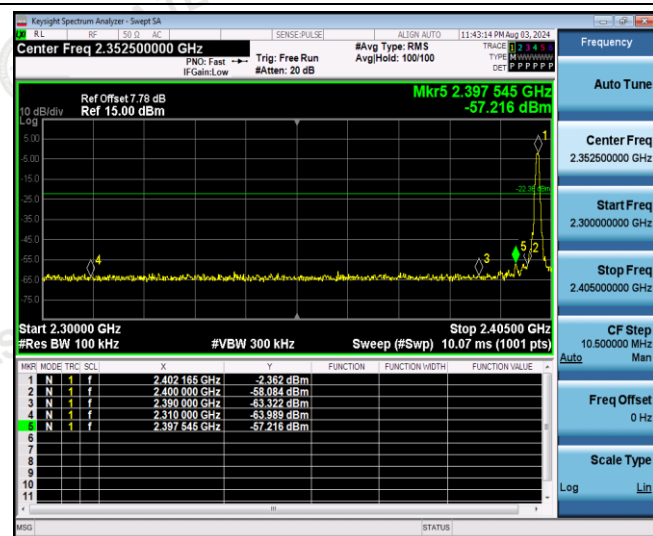 Keysight Spectrum Analyzer - Swept SA
RL RF 50 Ω AC SENSE:PULSE ALIGN AUTO 11:43:14 PM Aug 03, 2024
Center Freq 2.352500000 GHz
PNO: Fast
IFGain:Low
Trig: Free Run
#Atten: 20 dB
#Avg Type: RMS
Avg|Hold: 100/100
TRACE 1 2 3 4 5 6
TYPE M W W W W W
DET P P P P P P
Ref Offset 7.78 dB
10 dB/div Ref 15.00 dBm
Log
Mkr5 2.397 545 GHz
-57.216 dBm
5.00
-5.00
-15.0
-25.0
-35.0
-45.0
-55.0
-65.0
-75.0
1
4
3
5
2
Start 2.30000 GHz Stop 2.40500 GHz
#Res BW 100 kHz #VBW 300 kHz Sweep (#Swp) 10.07 ms (1001 pts)
MKR MODE TRC SCL X Y FUNCTION FUNCTION WIDTH FUNCTION VALUE
1 N 1 f 2.402 165 GHz -2.362 dBm
2 N 1 f 2.400 000 GHz -58.084 dBm
3 N 1 f 2.390 000 GHz -63.322 dBm
4 N 1 f 2.310 000 GHz -63.989 dBm
5 N 1 f 2.397 545 GHz -57.216 dBm
6
7
8
9
10
11
MSG STATUS
Frequency
Auto Tune
Center Freq
2.352500000 GHz
Start Freq
2.300000000 GHz
Stop Freq
2.405000000 GHz
CF Step
10.500000 MHz
Auto Man
Freq Offset
0 Hz
Scale Type
Log Lin